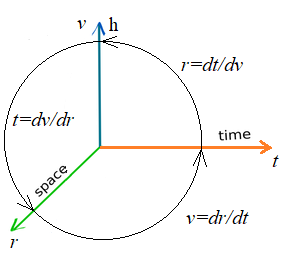 v h
r=dt/dv
t=dv/dr
time
t
space
r
v=dr/dt